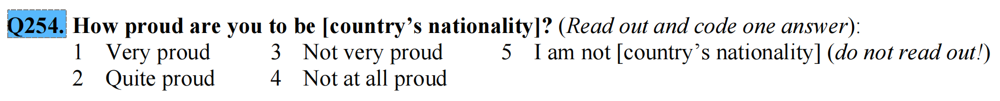 Q254. How proud are you to be [country’s nationality]? (Read out and code one answer):
1 Very proud 3 Not very proud 5 I am not [country’s nationality] (do not read out!)
2 Quite proud 4 Not at all proud